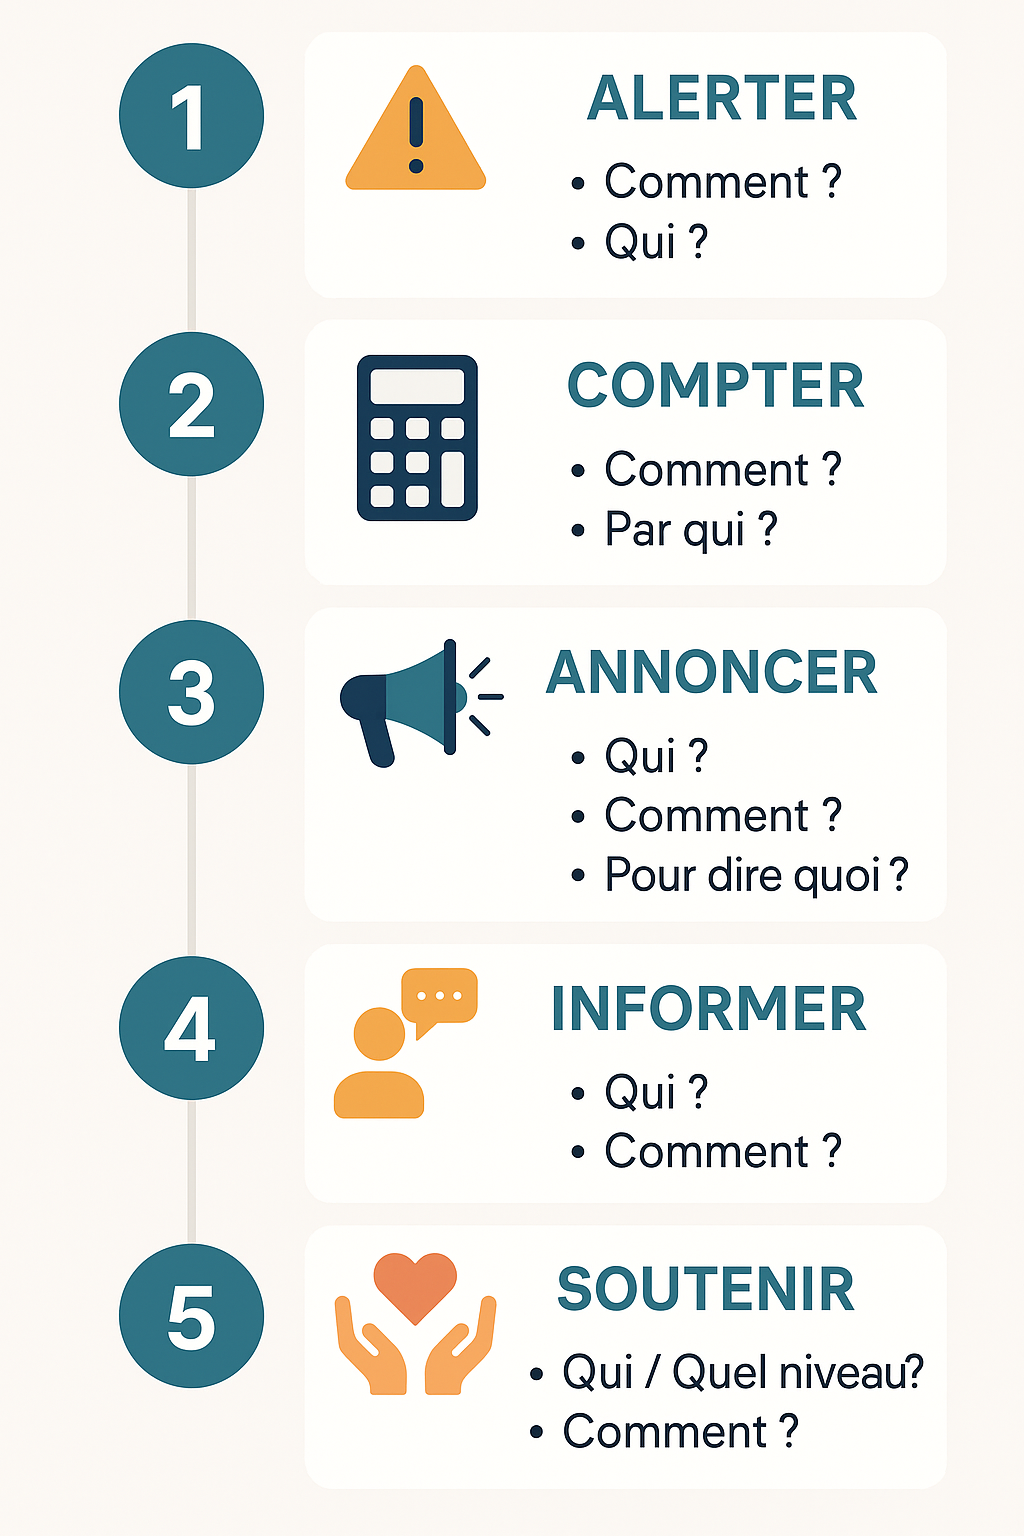 1
ALERTER
• Comment ?
• Qui ?
2
COMPTER
• Comment ?
• Par qui ?
3
ANNONCER
• Qui ?
• Comment ?
• Pour dire quoi ?
4
INFORMER
• Qui ?
• Comment ?
5
SOUTENIR
• Qui / Quel niveau?
• Comment ?